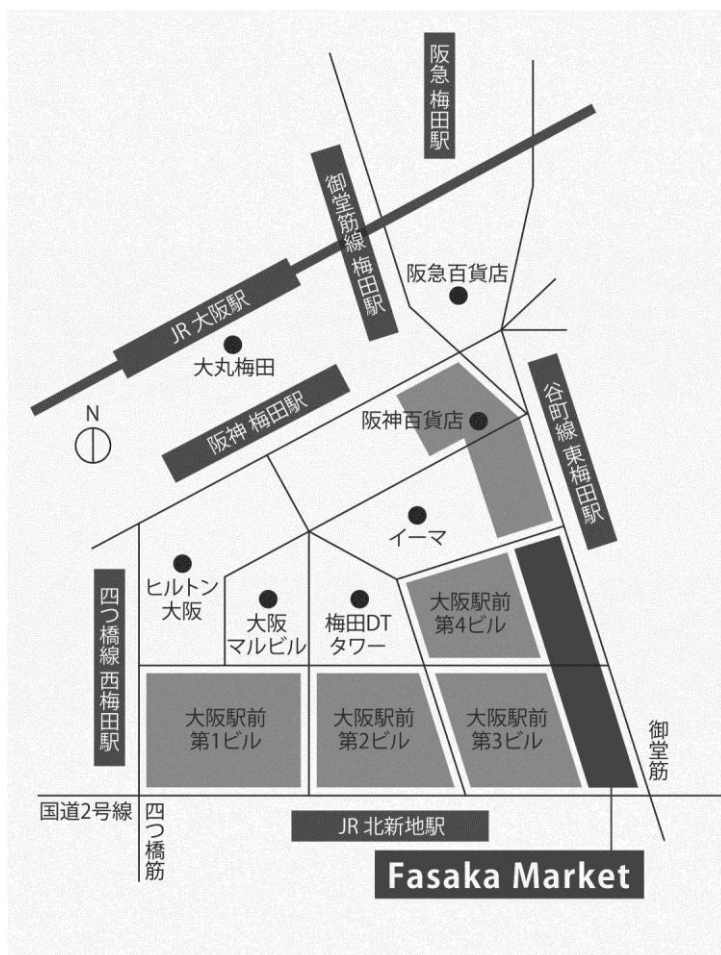 阪急 梅田駅
御堂筋線 梅田駅
阪急百貨店
JR 大阪駅
大丸梅田
阪神 梅田駅
N
阪神百貨店
谷町線 東梅田駅
イーマ
ヒルトン
大阪
大阪
マルビル
梅田DT
タワー
大阪駅前
第4ビル
四つ橋線 西梅田駅
大阪駅前
第1ビル
大阪駅前
第2ビル
大阪駅前
第3ビル
御堂筋
国道2号線
四つ橋筋
JR 北新地駅
Fasaka Market